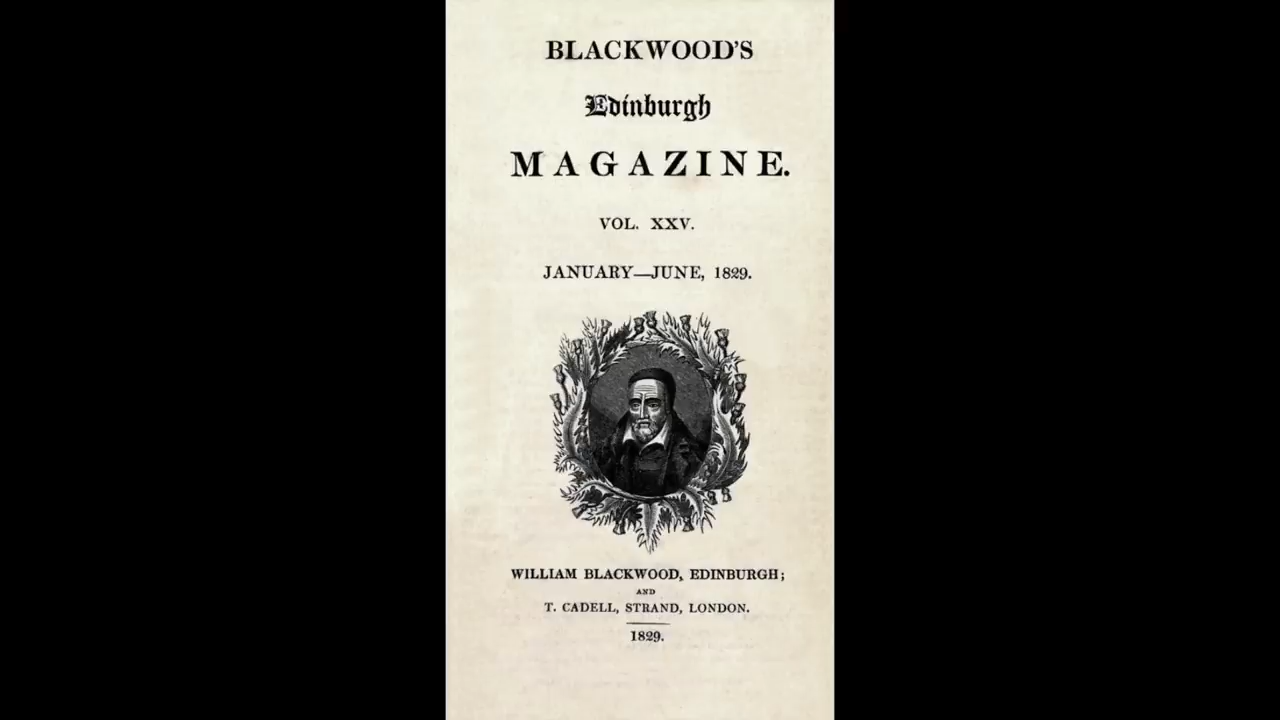 BLACKWOOD'S
Edinburgh
MAGAZINE.
VOL. XXV.
JANUARY—JUNE, 1829.
WILLIAM BLACKWOOD, EDINBURGH;
AND
T. CADELL, STRAND, LONDON.
1829.